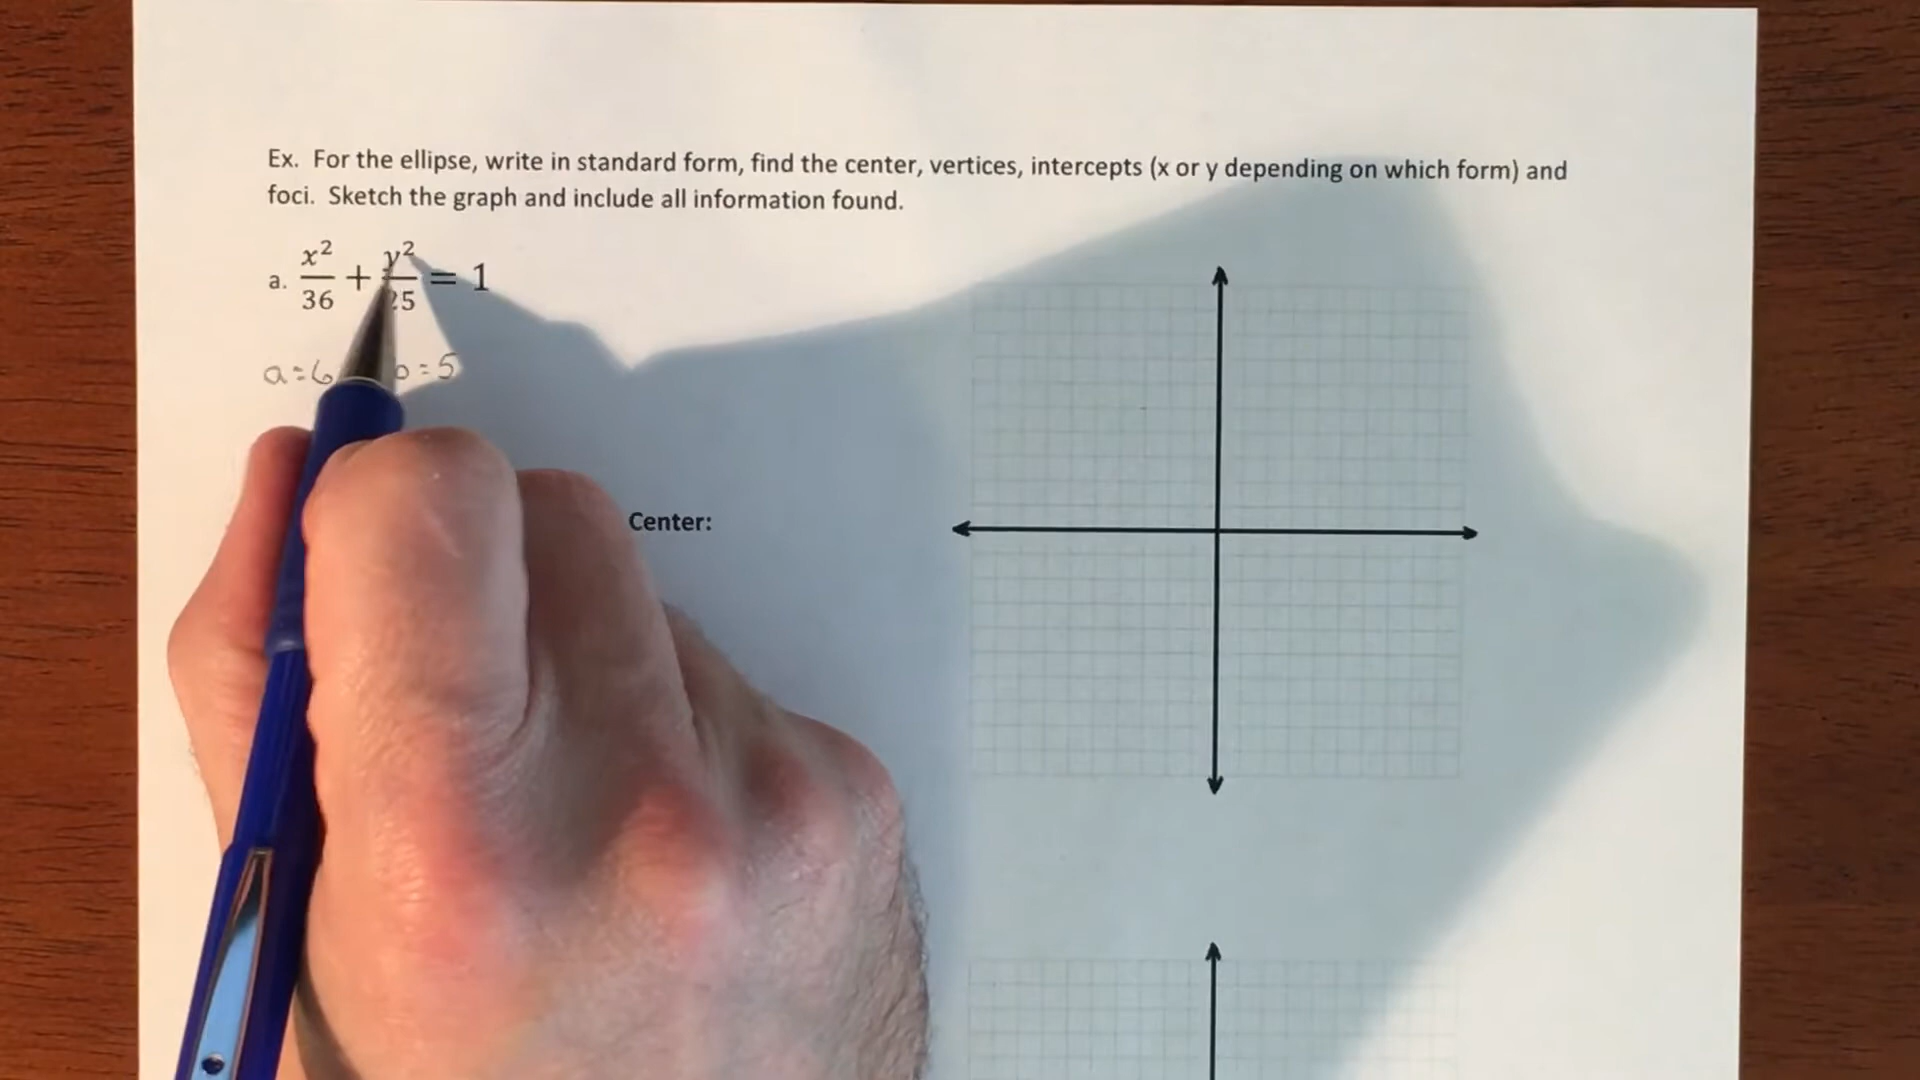 Ex. For the ellipse, write in standard form, find the center, vertices, intercepts (x or y depending on which form) and
foci. Sketch the graph and include all information found.
a. x²/36 + y²/25 = 1
a=6 b=5
Center: